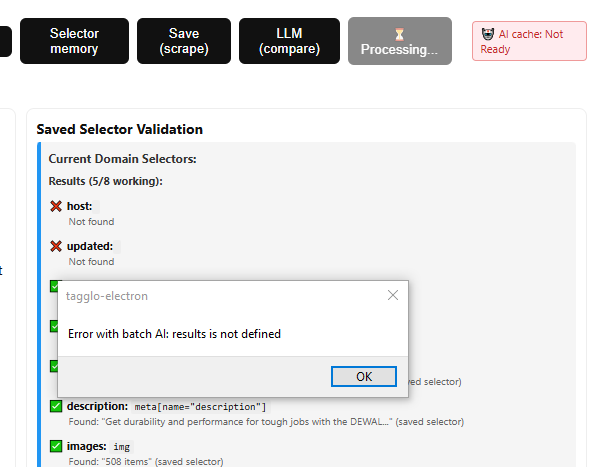 Selector
memory
Save
(scrape)
LLM
(compare)
Processing...
AI cache: Not
Ready
Saved Selector Validation
Current Domain Selectors:
Results (5/8 working):
host:
Not found
updated:
Not found
t
tagglo-electron
Error with batch AI: results is not defined
OK
ved selector)
description: meta[name="description"]
Found: "Get durability and performance for tough jobs with the DEWAL..." (saved selector)
images: img
Found: "508 items" (saved selector)